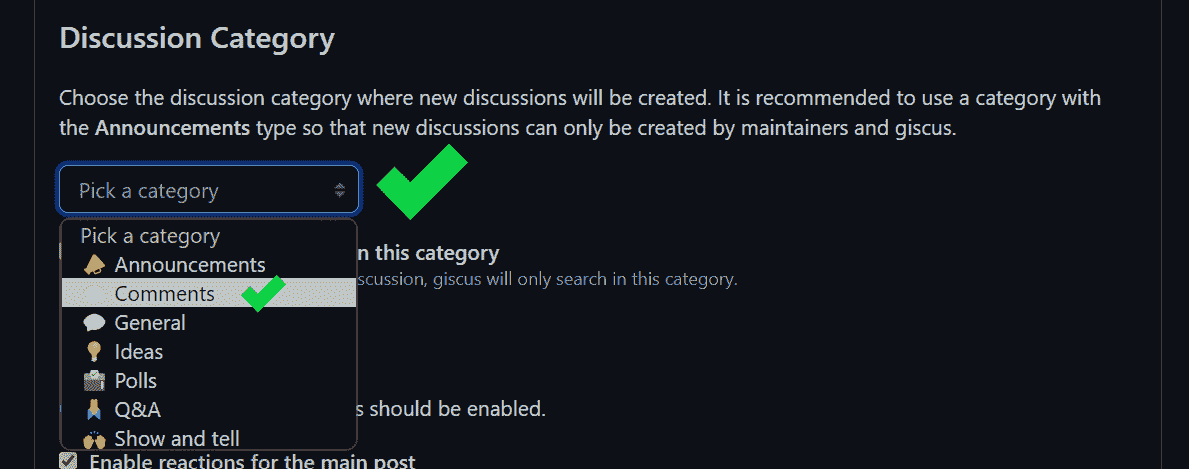 Discussion Category
Choose the discussion category where new discussions will be created. It is recommended to use a category with
the Announcements type so that new discussions can only be created by maintainers and giscus.
Pick a category
Pick a category
n this category
Announcements
scussion, giscus will only search in this category.
Comments
General
Ideas
Polls
Q&A
s should be enabled.
Show and tell
Enable reactions for the main post